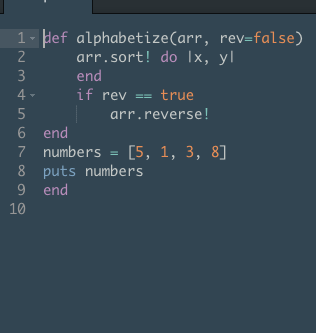 1 def alphabetize(arr, rev=false)
2     arr.sort! do |x, y|
3     end
4     if rev == true
5         arr.reverse!
6 end
7 numbers = [5, 1, 3, 8]
8 puts numbers
9 end
10